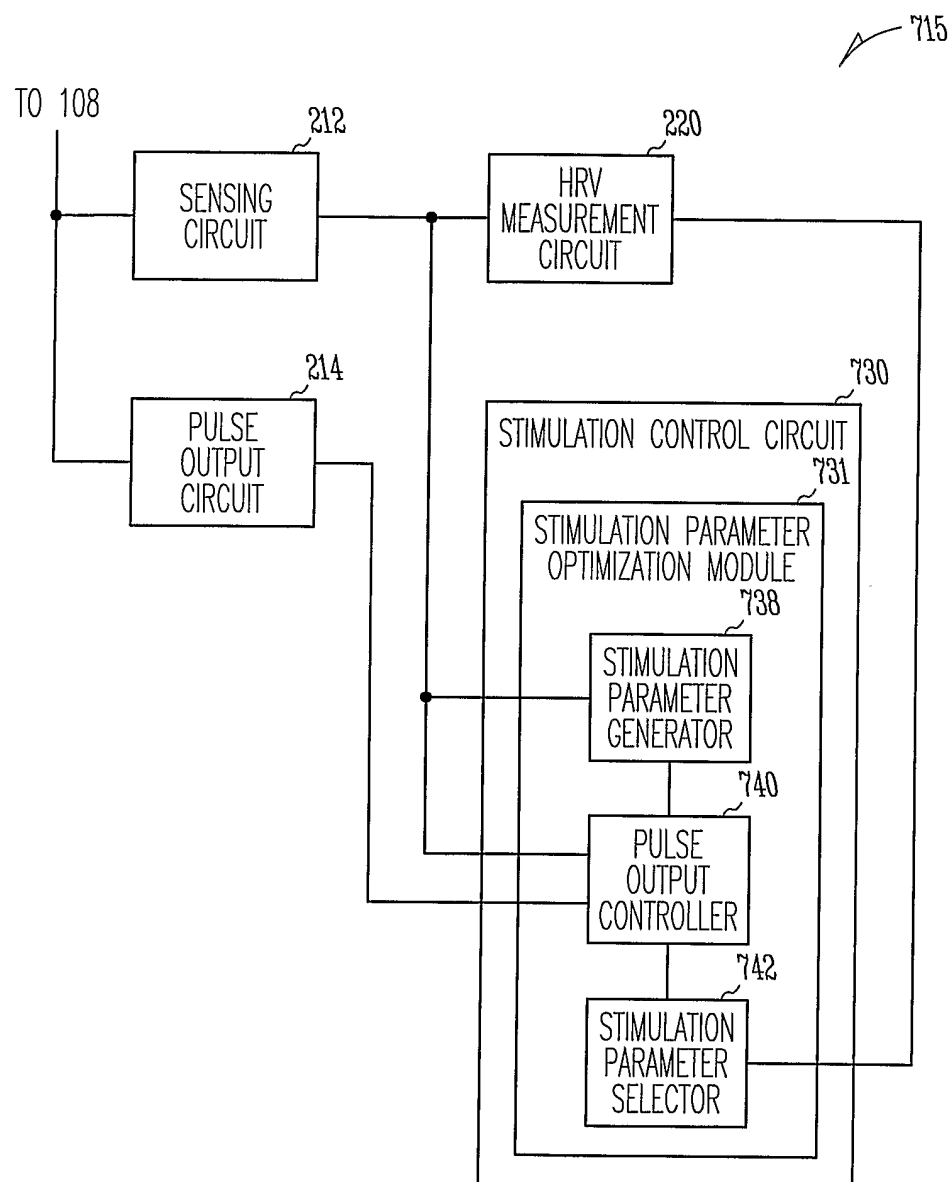 715
TO 108
212
SENSING
CIRCUIT
220
HRV
MEASUREMENT
CIRCUIT
214
PULSE
OUTPUT
CIRCUIT
730
STIMULATION CONTROL CIRCUIT
731
STIMULATION PARAMETER
OPTIMIZATION MODULE
738
STIMULATION
PARAMETER
GENERATOR
740
PULSE
OUTPUT
CONTROLLER
742
STIMULATION
PARAMETER
SELECTOR